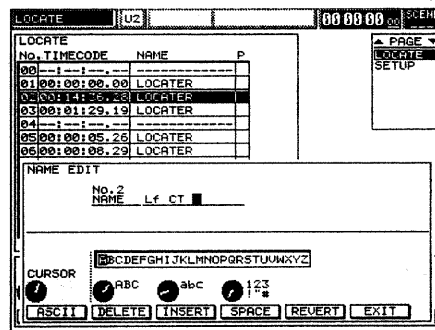 LOCATE U2 00 00 00 00 SCENE
LOCATE
No. TIMECODE NAME P
00 --:--:--.-- --------
01 00:00:00.00 LOCATER
02 00:14:36.28 LOCATER
03 00:01:29.19 LOCATER
04 --:--:--.-- --------
05 00:00:05.26 LOCATER
06 00:00:08.29 LOCATER
▲ PAGE ▼
LOCATE
SETUP
NAME EDIT
No.2
NAME Lf CT
ABCDEFGHIJKLMNOPQRSTUVWXYZ
CURSOR ABC abc 123
!"#
ASCII DELETE INSERT SPACE REVERT EXIT